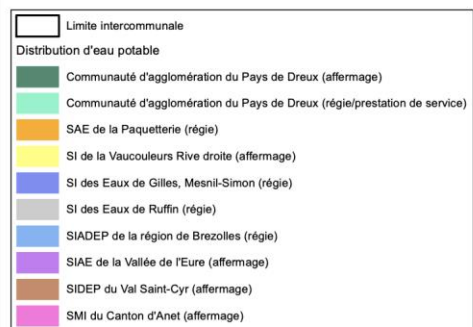 Limite intercommunale
Distribution d'eau potable
Communauté d'agglomération du Pays de Dreux (affermage)
Communauté d'agglomération du Pays de Dreux (régie/prestation de service)
SAE de la Paquetterie (régie)
SI de la Vaucouleurs Rive droite (affermage)
SI des Eaux de Gilles, Mesnil-Simon (régie)
SI des Eaux de Ruffin (régie)
SIADEP de la région de Brezolles (régie)
SIAE de la Vallée de l'Eure (affermage)
SIDEP du Val Saint-Cyr (affermage)
SMI du Canton d'Anet (affermage)